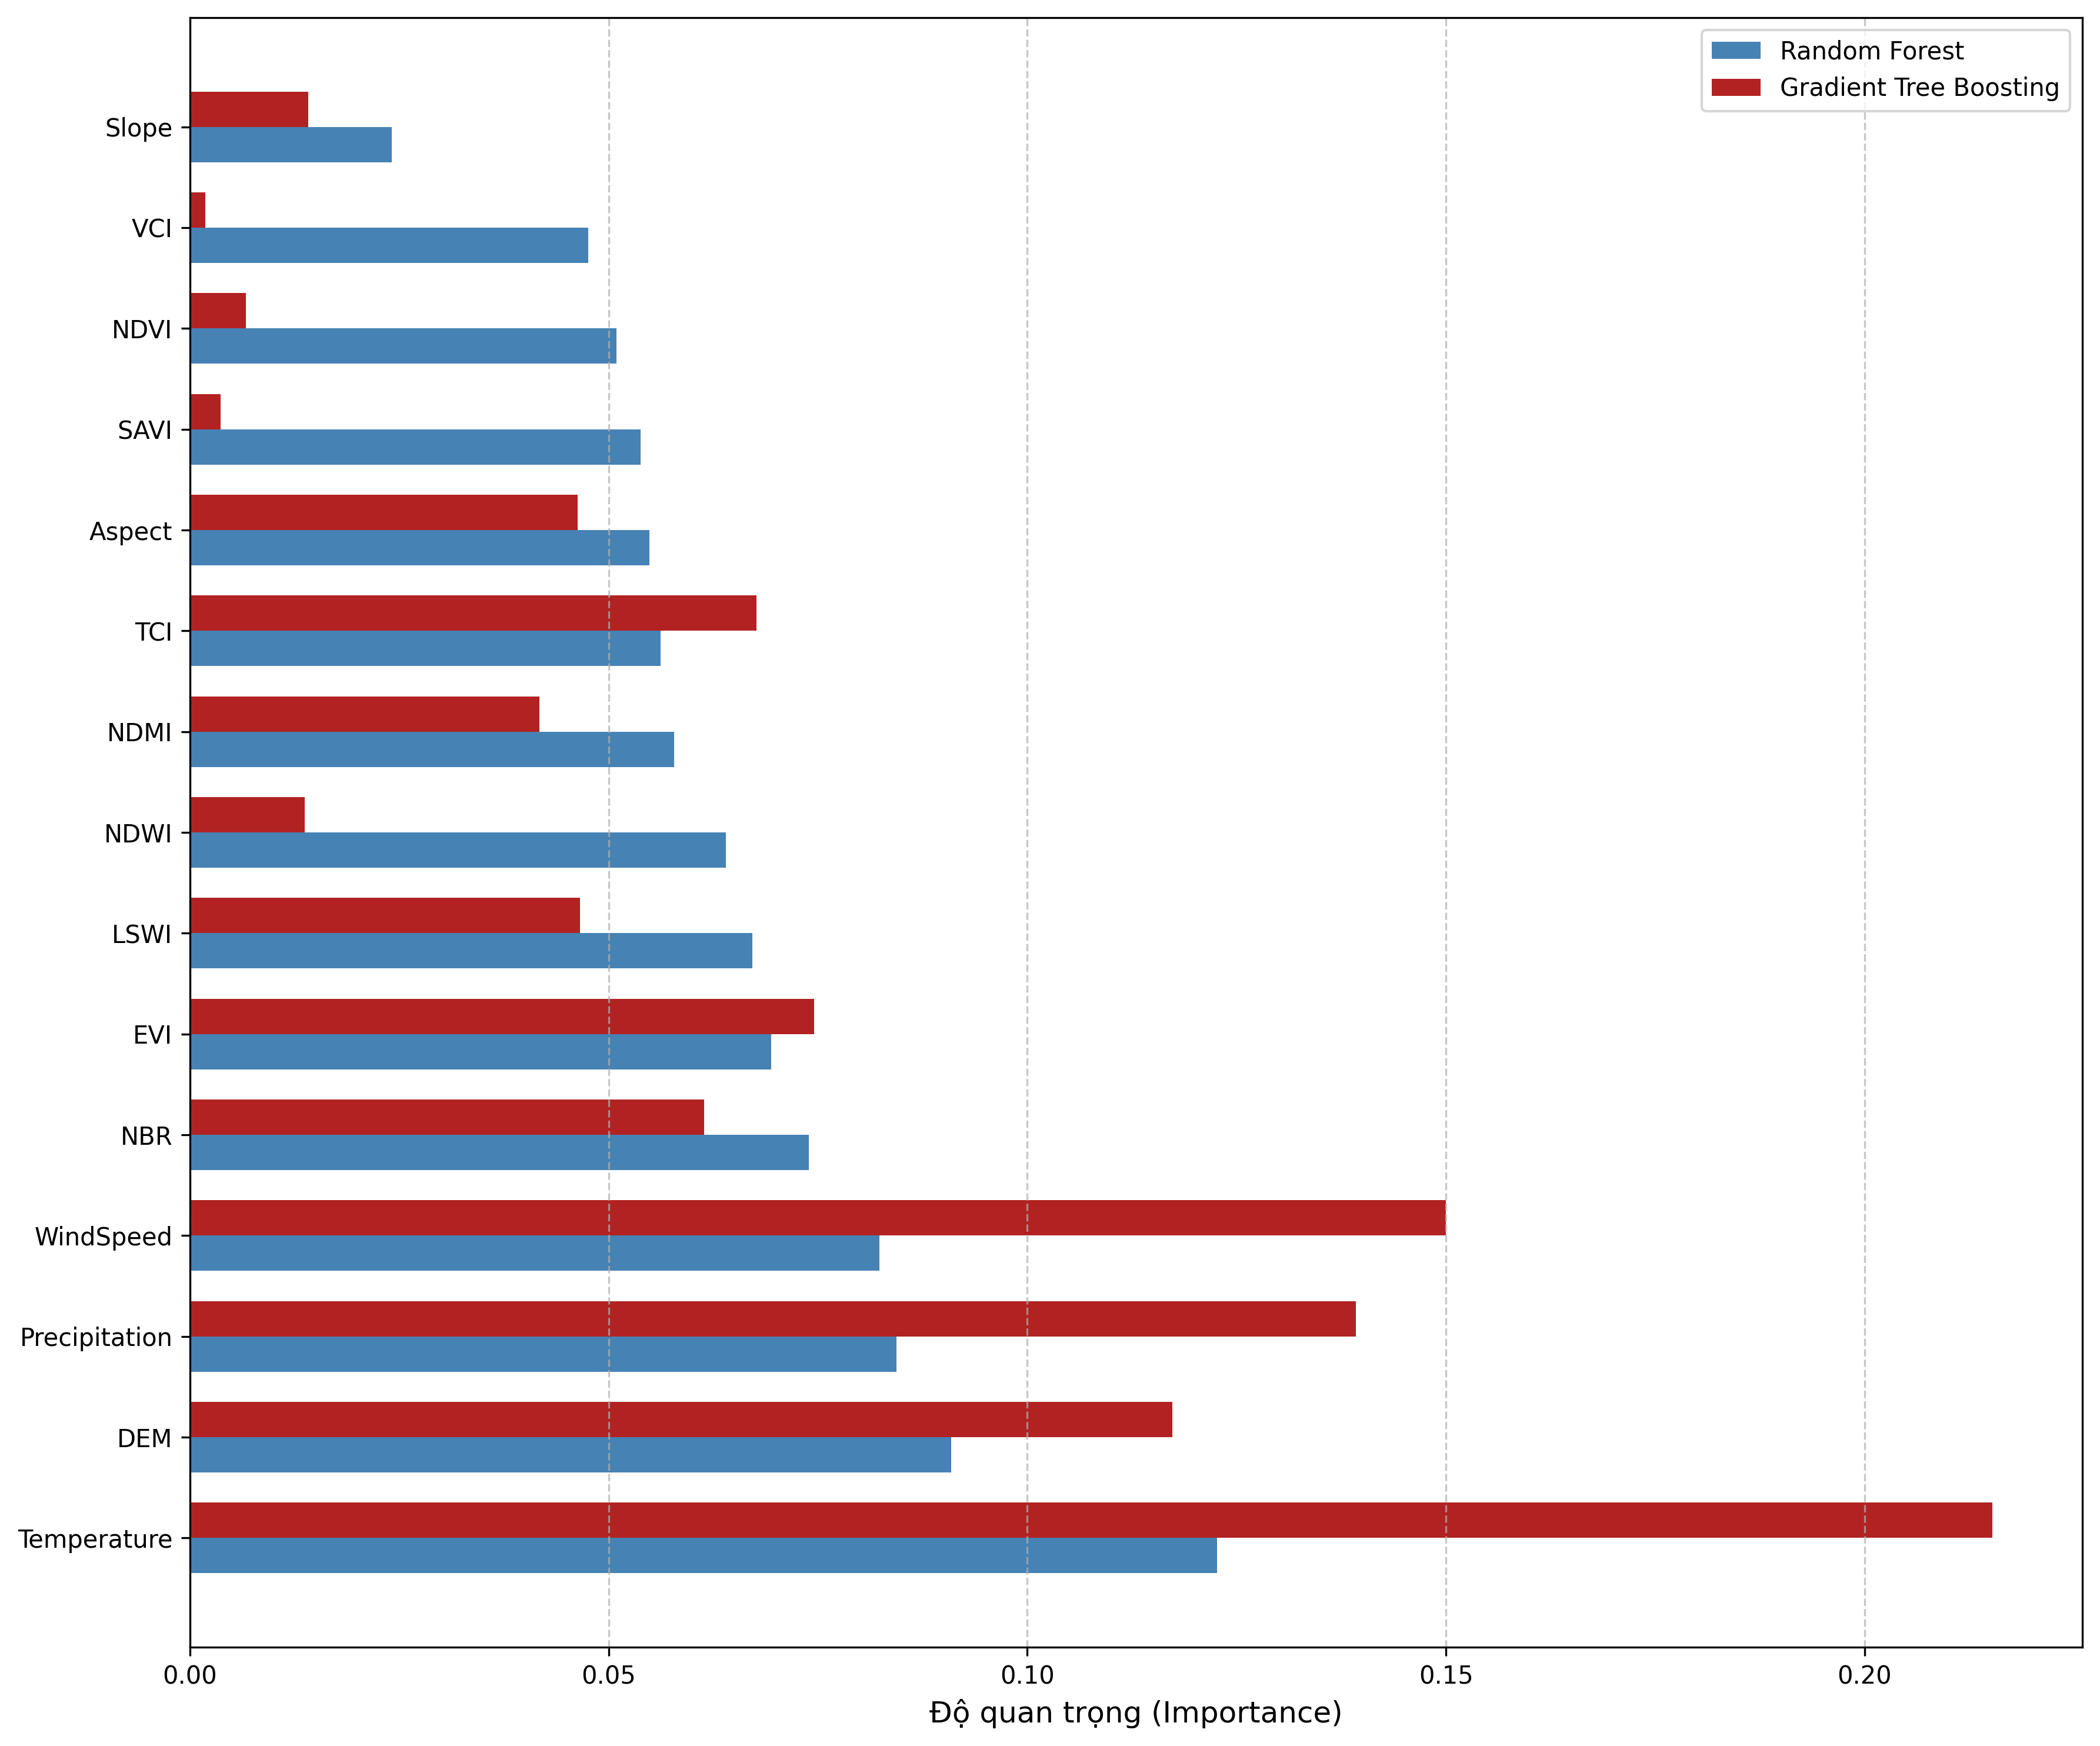 Random Forest
Gradient Tree Boosting
Slope
VCI
NDVI
SAVI
Aspect
TCI
NDMI
NDWI
LSWI
EVI
NBR
WindSpeed
Precipitation
DEM
Temperature
0.00 0.05 0.10 0.15 0.20
Độ quan trọng (Importance)